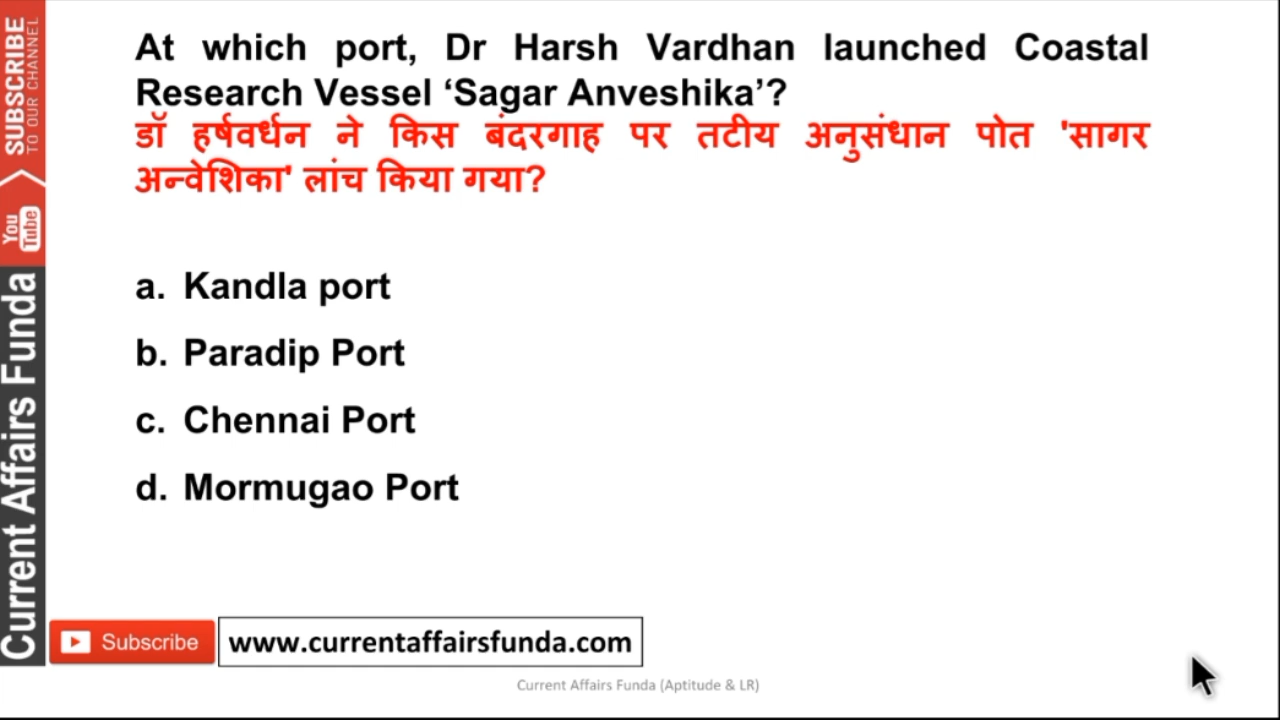 At which port, Dr Harsh Vardhan launched Coastal
Research Vessel ‘Sagar Anveshika’?
डॉ हर्षवर्धन ने किस बंदरगाह पर तटीय अनुसंधान पोत 'सागर
अन्वेशिका' लांच किया गया?
a. Kandla port
b. Paradip Port
c. Chennai Port
d. Mormugao Port
SUBSCRIBE
TO OUR CHANNEL
You
Tube
Current Affairs Funda
Subscribe
www.currentaffairsfunda.com
Current Affairs Funda (Aptitude & LR)